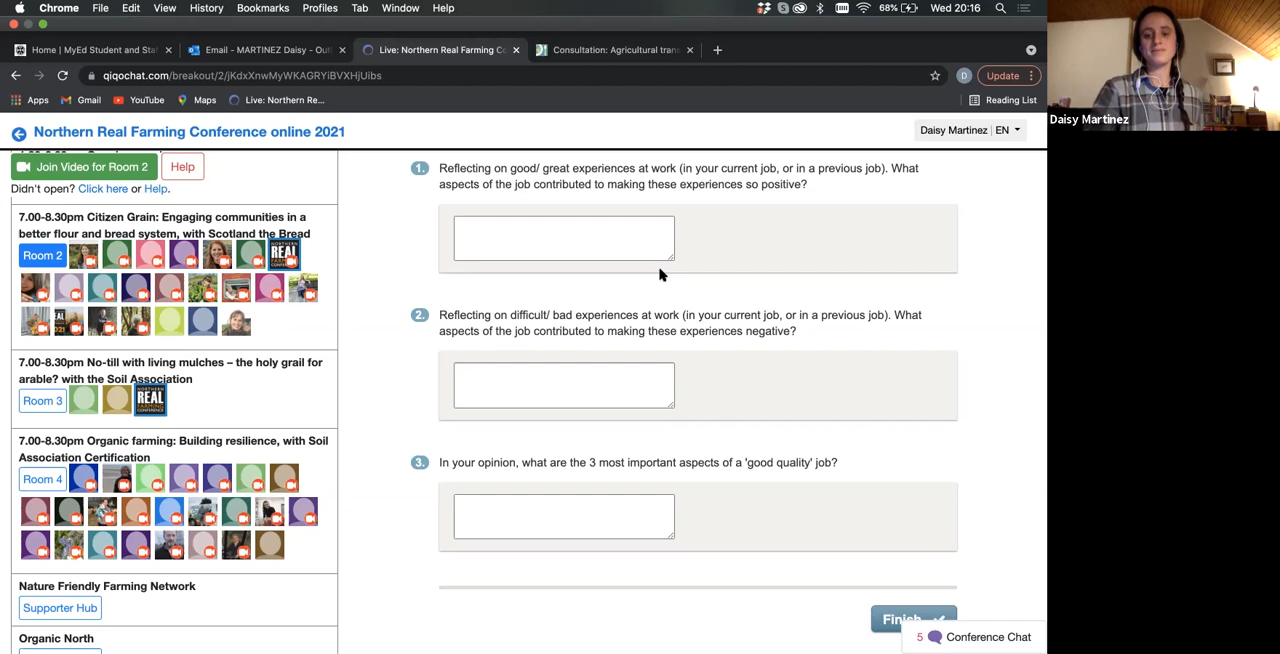 Chrome File Edit View History Bookmarks Profiles Tab Window Help
68% Wed 20:16
Home | MyEd Student and Sta
Email - MARTINEZ Daisy - Out
Live: Northern Real Farming Co
Consultation: Agricultural tran
qiqochat.com/breakout/2/jKdxXnwMyWKAGRYiBVXHjUibs
D
Update
Apps
Gmail
YouTube
Maps
Live: Northern Re...
Reading List
Daisy Martinez
Northern Real Farming Conference online 2021
Daisy Martinez | EN
Join Video for Room 2
Help
Didn't open? Click here or Help.
7.00-8.30pm Citizen Grain: Engaging communities in a
better flour and bread system, with Scotland the Bread
Room 2
NORTHERN
REAL
7.00-8.30pm No-till with living mulches – the holy grail for
arable? with the Soil Association
Room 3
NORTHERN
REAL
FARMING
CONFERENCE
7.00-8.30pm Organic farming: Building resilience, with Soil
Association Certification
Room 4
Nature Friendly Farming Network
Supporter Hub
Organic North
1. Reflecting on good/ great experiences at work (in your current job, or in a previous job). What
aspects of the job contributed to making these experiences so positive?
2. Reflecting on difficult/ bad experiences at work (in your current job, or in a previous job). What
aspects of the job contributed to making these experiences negative?
3. In your opinion, what are the 3 most important aspects of a 'good quality' job?
Finish
5 Conference Chat